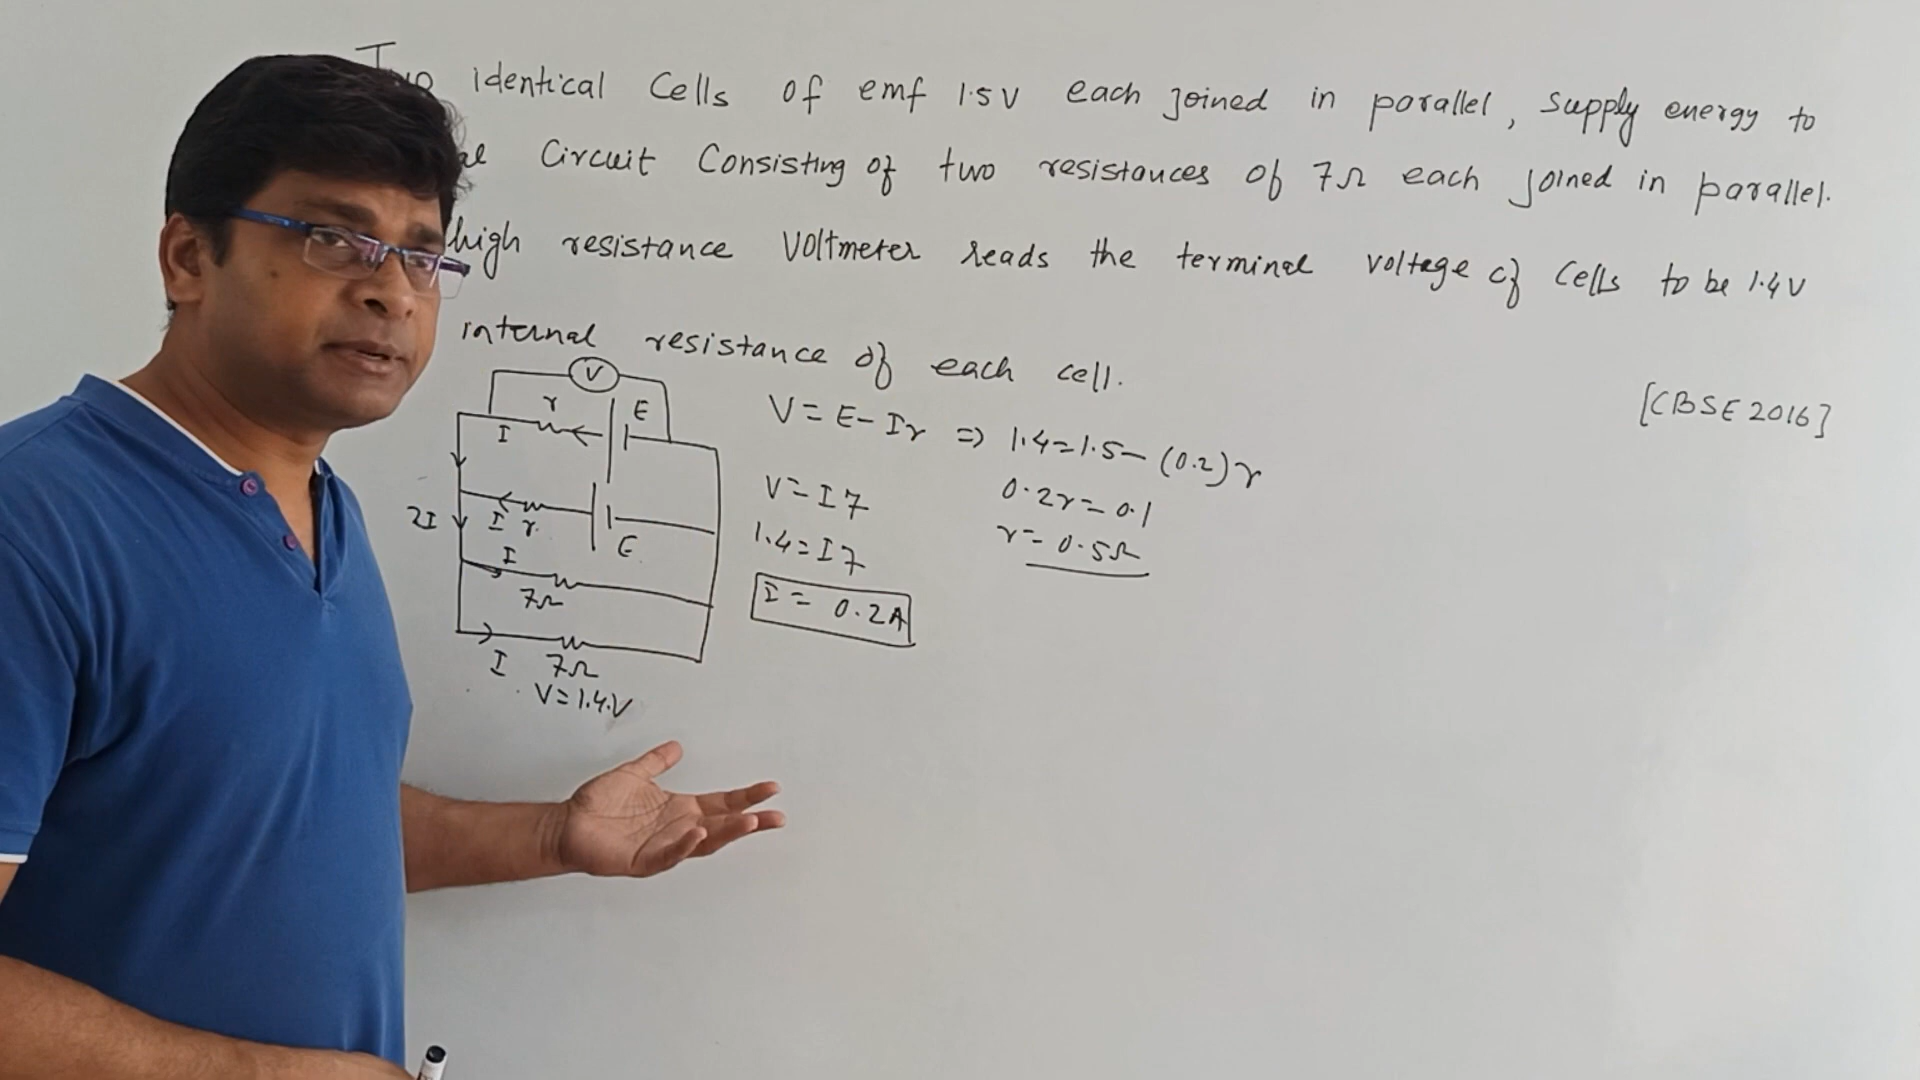 Two identical Cells of emf 1.5V each joined in parallel, supply energy to
Circuit Consisting of two resistances of 7Ω each joined in parallel.
high resistance Voltmeter reads the terminal voltage of Cells to be 1.4V
internal resistance of each cell.
[CBSE 2016]
V
r
E
I
2I
I
r
E
I
7Ω
I
7Ω
V=1.4V
V = E - Ir ⇒ 1.4=1.5-(0.2)r
V=I7
1.4=I7
I = 0.2A
0.2r=0.1
r=0.5Ω